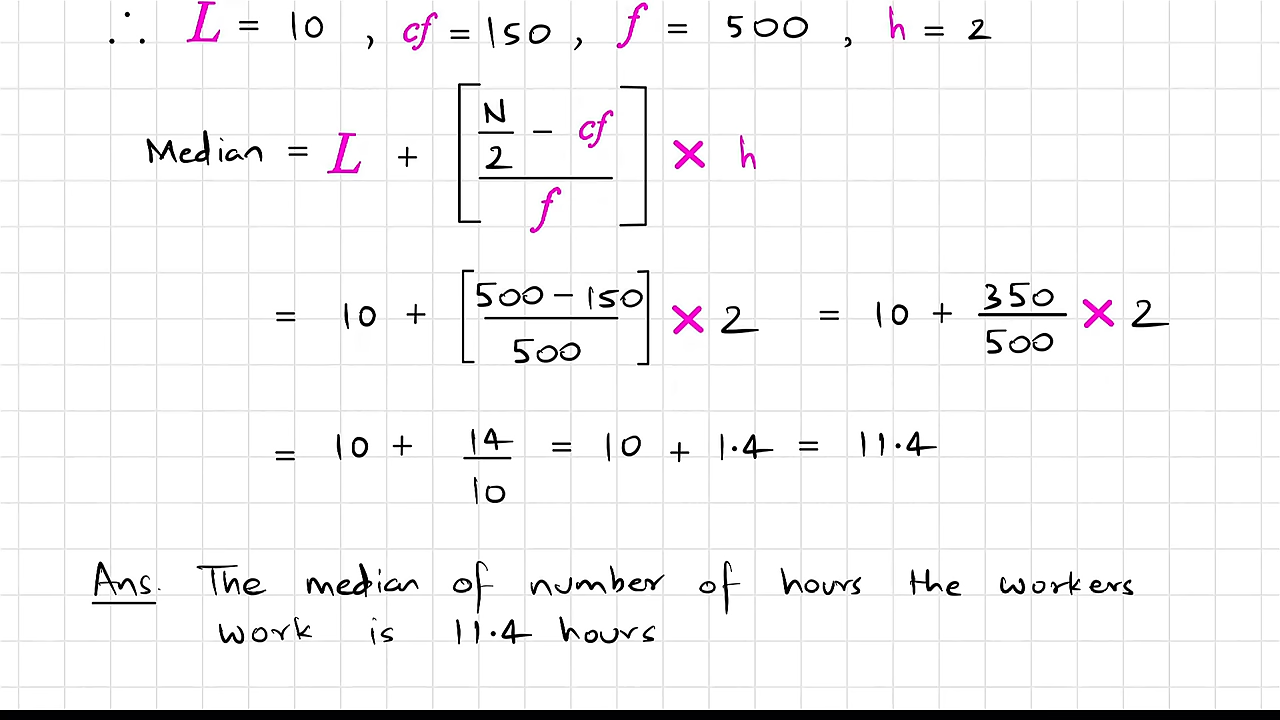 ∴ L = 10 , cf = 150 , f = 500 , h = 2
Median = L + [ (N/2 - cf) / f ] × h
= 10 + [ (500 - 150) / 500 ] × 2 = 10 + 350/500 × 2
= 10 + 14/10 = 10 + 1.4 = 11.4
Ans. The median of number of hours the workers
work is 11.4 hours